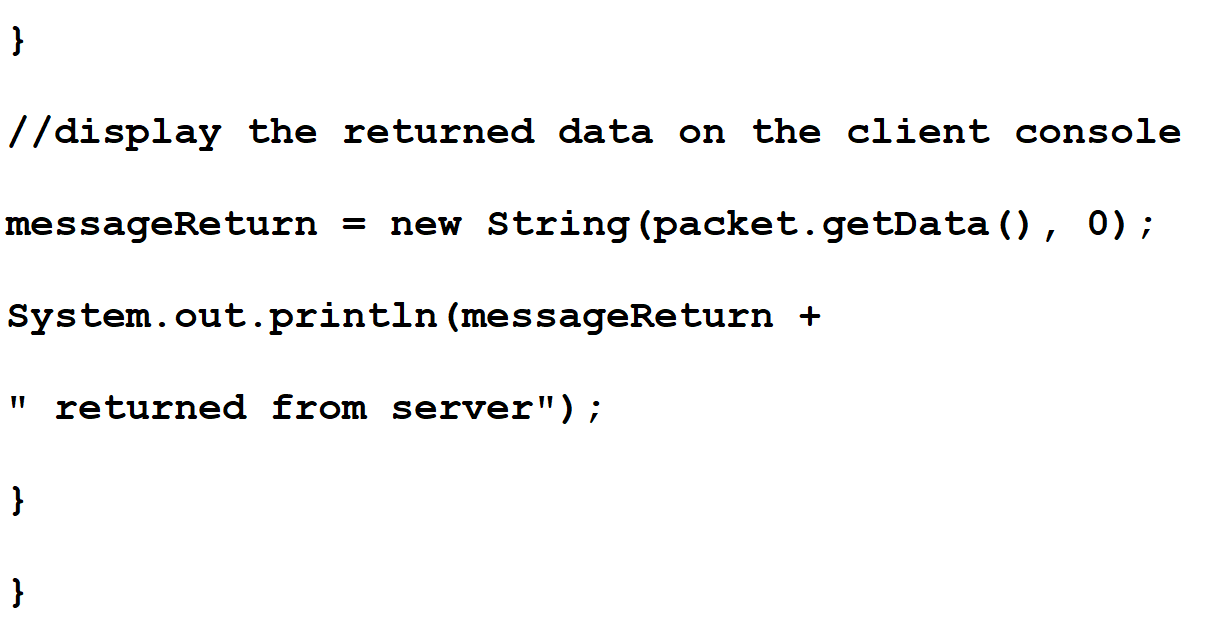 }
//display the returned data on the client console
messageReturn = new String(packet.getData(), 0);
System.out.println(messageReturn +
" returned from server");
}
}